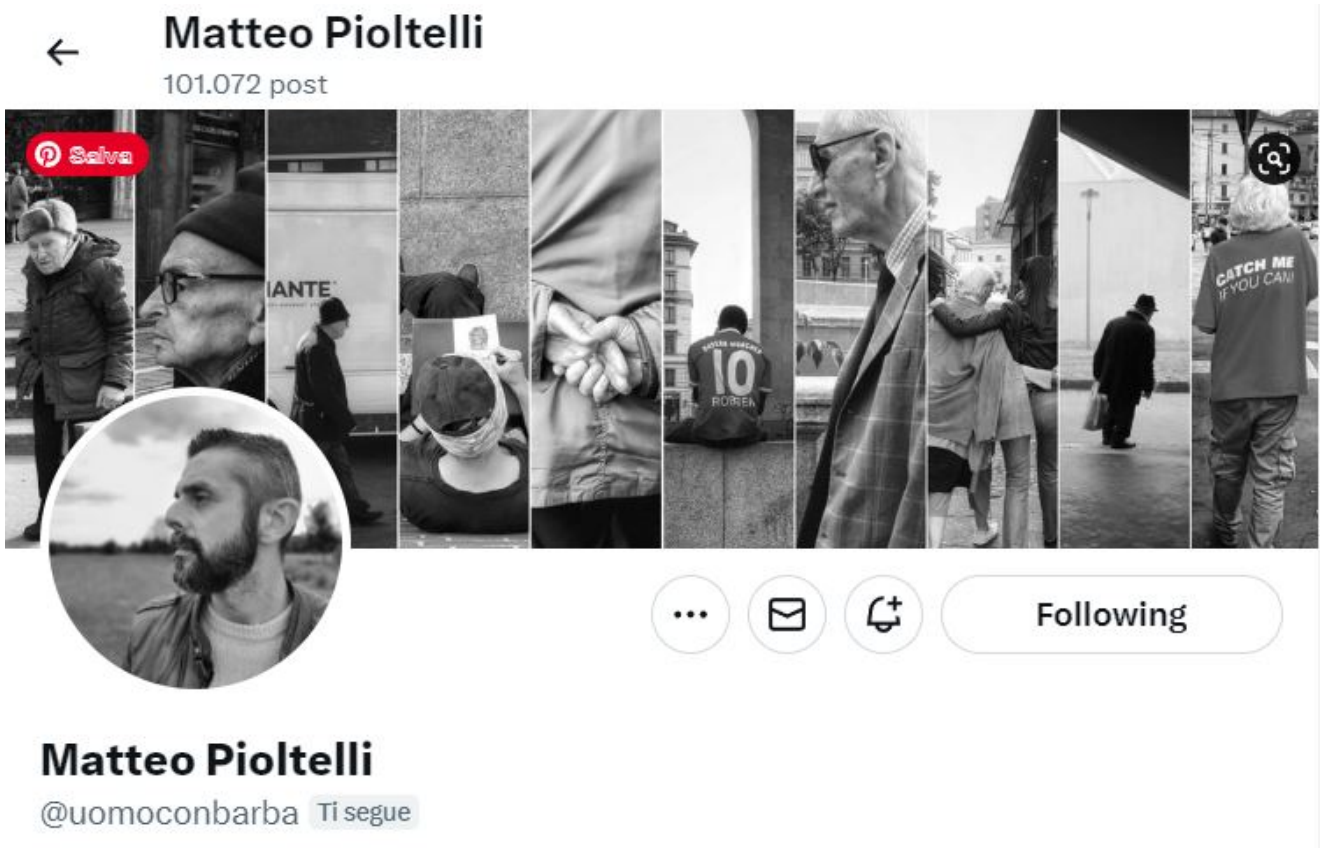 Matteo Pioltelli
101.072 post
Salva
IANTE
CATCH ME
IF YOU CAN!
10
Following
Matteo Pioltelli
@uomoconbarba Ti segue